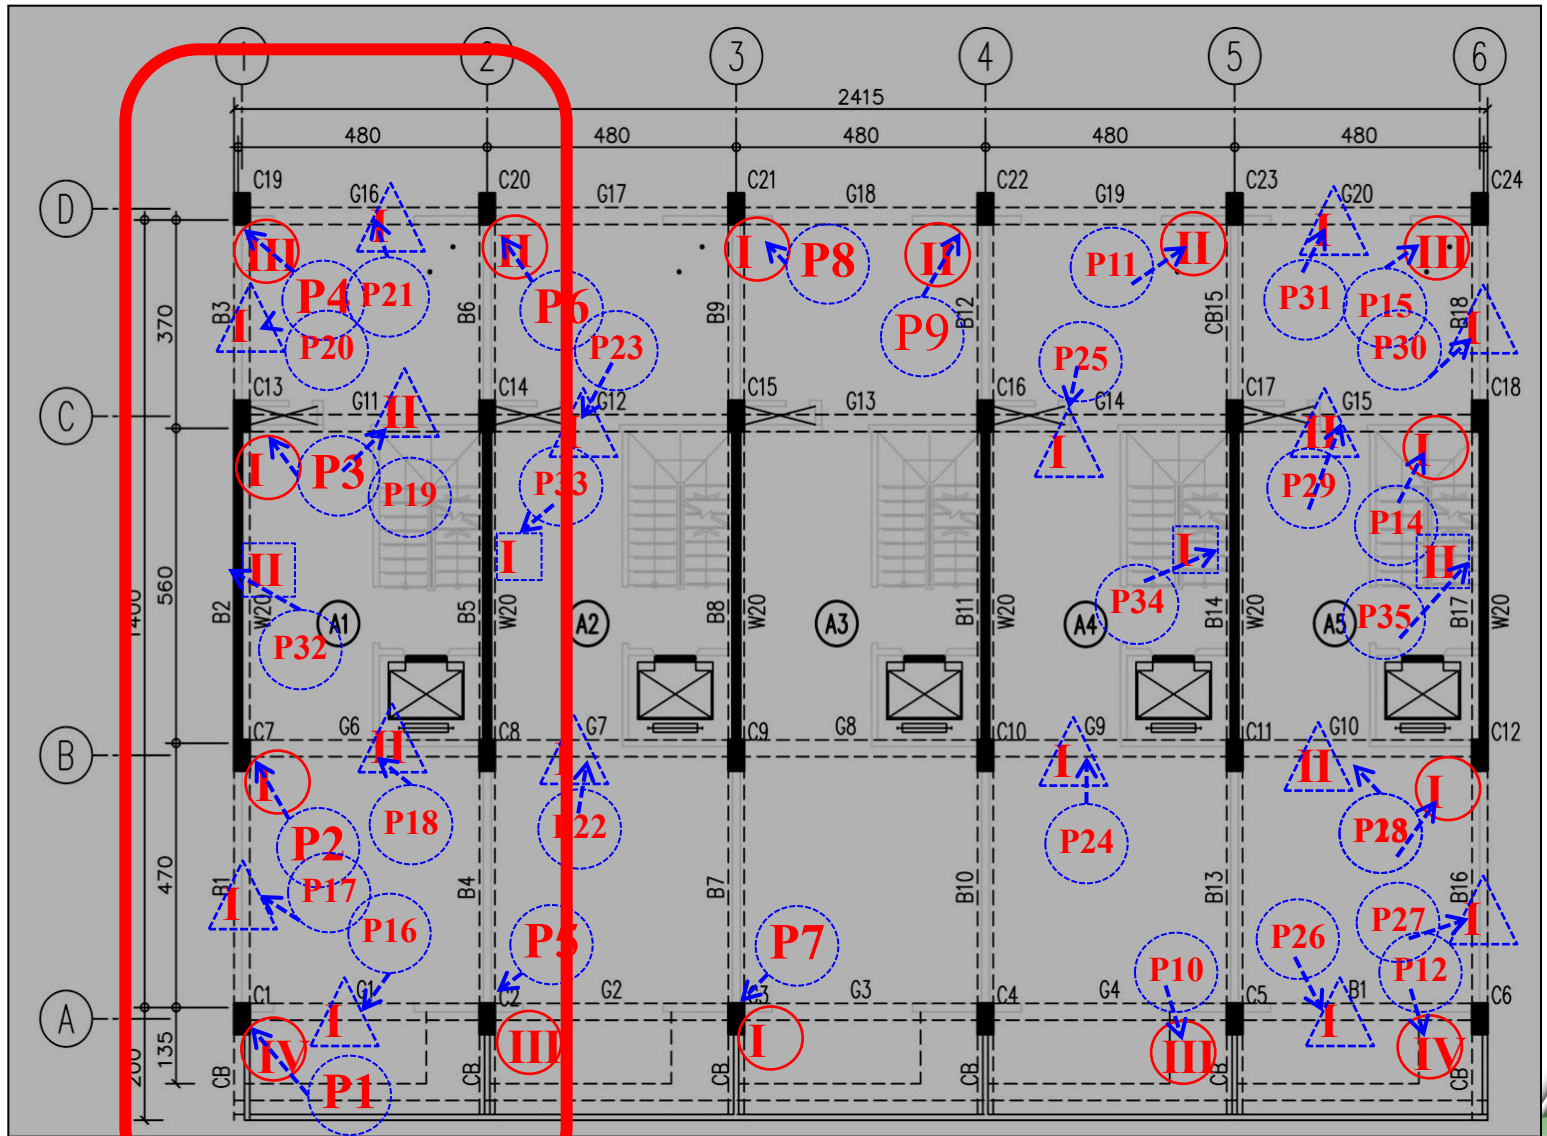 1 2 3 4 5 6
2415
480 480 480 480 480
C19 G16 C20 G17 C21 G18 C22 G19 C23 G20 C24
D
I I
III II I II II III
P4 P21 P6 P8 P11 P31 P15
B3 I B6 B9 P9 B12 CB15 B18 I
370
P20 P23 P25 P30
C13 G11 C14 G12 C15 G13 C16 G14 C17 G15 C18
C
II I I II I
I P3 P19 P33 P29 P14
II I I II
560
1400
B2 W20 A1 B5 W20 A2 B8 W20 A3 B11 W20 A4 P34 B14 W20 A5 P35 B17 W20
P32
C7 G6 C8 G7 C9 G8 C10 G9 C11 G10 C12
B
II I I II
I I
P2 P18 P22 P24 P28
470
B1 I P17 B4 B7 B10 B13 P27 B16 I
P16 P5 P7 P10 P26 P12
C1 G1 C2 G2 C3 G3 C4 G4 C5 B1 C6
A
I I
IV III I III IV
135
200
CB P1 CB CB CB CB CB